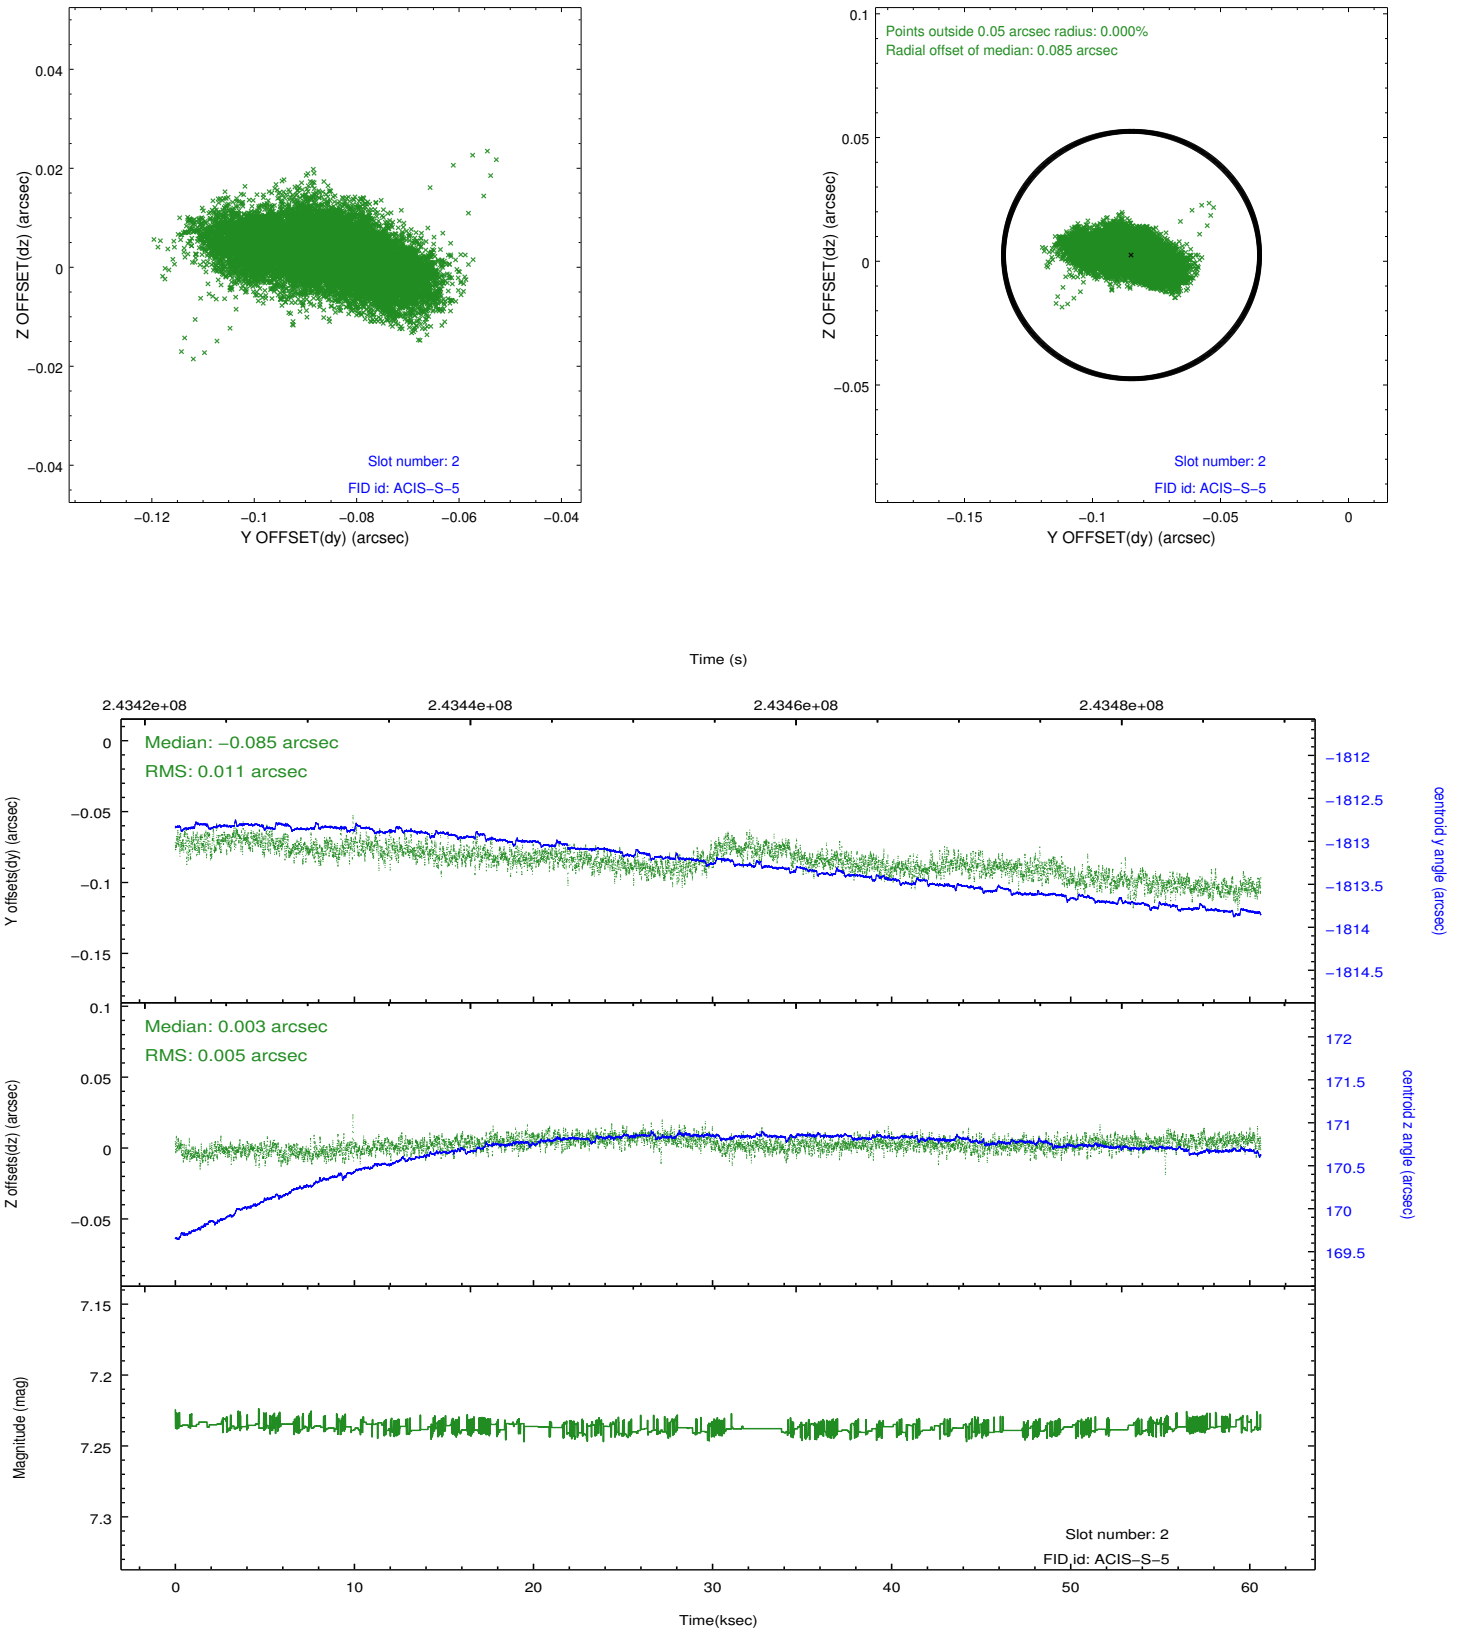 0.04
0.02
0
−0.02
−0.04
Z OFFSET(dz) (arcsec)
Slot number: 2
FID id: ACIS−S−5
−0.12
−0.1
−0.08
−0.06
−0.04
Y OFFSET(dy) (arcsec)
Points outside 0.05 arcsec radius: 0.000%
Radial offset of median: 0.085 arcsec
0.1
0.05
0
−0.05
Z OFFSET(dz) (arcsec)
Slot number: 2
FID id: ACIS−S−5
−0.15
−0.1
−0.05
0
Y OFFSET(dy) (arcsec)
Time (s)
2.4342e+08
2.4344e+08
2.4346e+08
2.4348e+08
Median: −0.085 arcsec
RMS: 0.011 arcsec
0
−0.05
−0.1
−0.15
Y offsets(dy) (arcsec)
−1812
−1812.5
−1813
−1813.5
−1814
−1814.5
centroid y angle (arcsec)
Median: 0.003 arcsec
RMS: 0.005 arcsec
0.1
0.05
0
−0.05
Z offsets(dz) (arcsec)
172
171.5
171
170.5
170
169.5
centroid z angle (arcsec)
7.15
7.2
7.25
7.3
Magnitude (mag)
Slot number: 2
FID id: ACIS−S−5
0
10
20
30
40
50
60
Time(ksec)